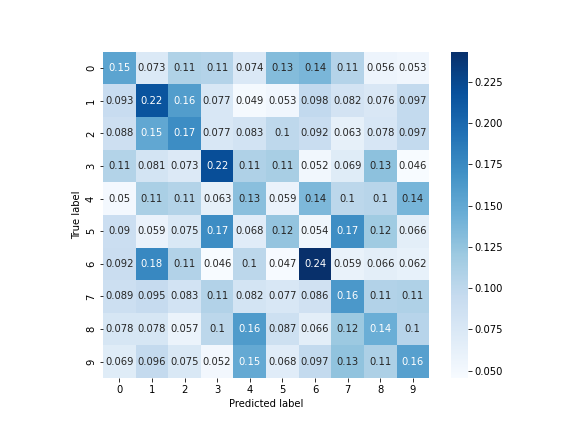 0 0.15 0.073 0.11 0.11 0.074 0.13 0.14 0.11 0.056 0.053
1 0.093 0.22 0.16 0.077 0.049 0.053 0.098 0.082 0.076 0.097
2 0.088 0.15 0.17 0.077 0.083 0.1 0.092 0.063 0.078 0.097
3 0.11 0.081 0.073 0.22 0.11 0.11 0.052 0.069 0.13 0.046
4 0.05 0.11 0.11 0.063 0.13 0.059 0.14 0.1 0.1 0.14
5 0.09 0.059 0.075 0.17 0.068 0.12 0.054 0.17 0.12 0.066
6 0.092 0.18 0.11 0.046 0.1 0.047 0.24 0.059 0.066 0.062
7 0.089 0.095 0.083 0.11 0.082 0.077 0.086 0.16 0.11 0.11
8 0.078 0.078 0.057 0.1 0.16 0.087 0.066 0.12 0.14 0.1
9 0.069 0.096 0.075 0.052 0.15 0.068 0.097 0.13 0.11 0.16
0 1 2 3 4 5 6 7 8 9
Predicted label
True label
0.225
0.200
0.175
0.150
0.125
0.100
0.075
0.050